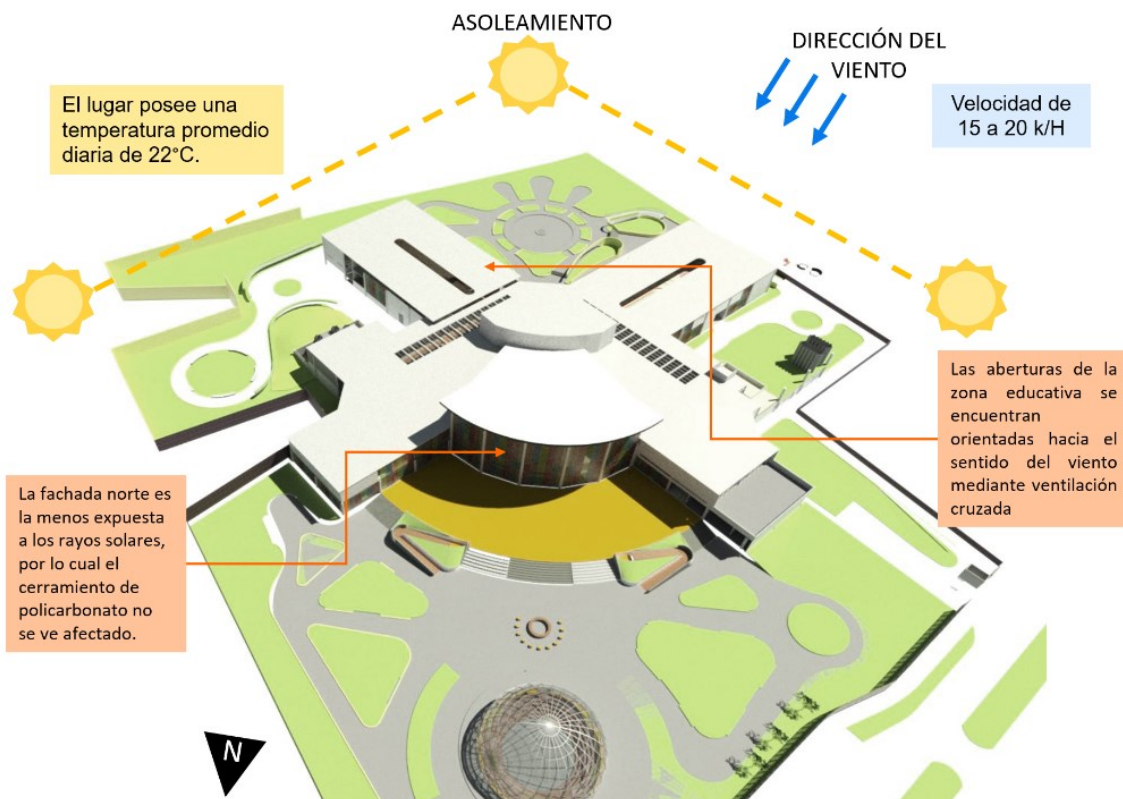 ASOLEAMIENTO
DIRECCIÓN DEL
VIENTO
El lugar posee una
temperatura promedio
diaria de 22°C.
Velocidad de
15 a 20 k/H
Las aberturas de la
zona educativa se
encuentran
orientadas hacia el
sentido del viento
mediante ventilación
cruzada
La fachada norte es
la menos expuesta
a los rayos solares,
por lo cual el
cerramiento de
policarbonato no
se ve afectado.
N